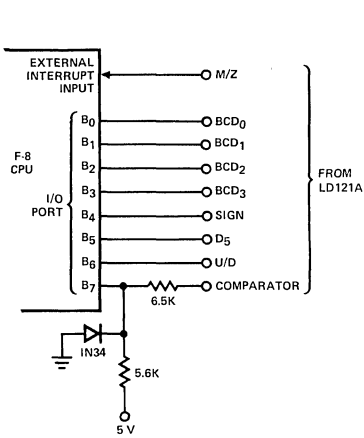 EXTERNAL
INTERRUPT
INPUT
M/Z
F-8
CPU
I/O
PORT
B0
BCD0
B1
BCD1
B2
BCD2
B3
BCD3
B4
SIGN
B5
D5
B6
U/D
B7
6.5K
COMPARATOR
FROM
LD121A
IN34
5.6K
5 V